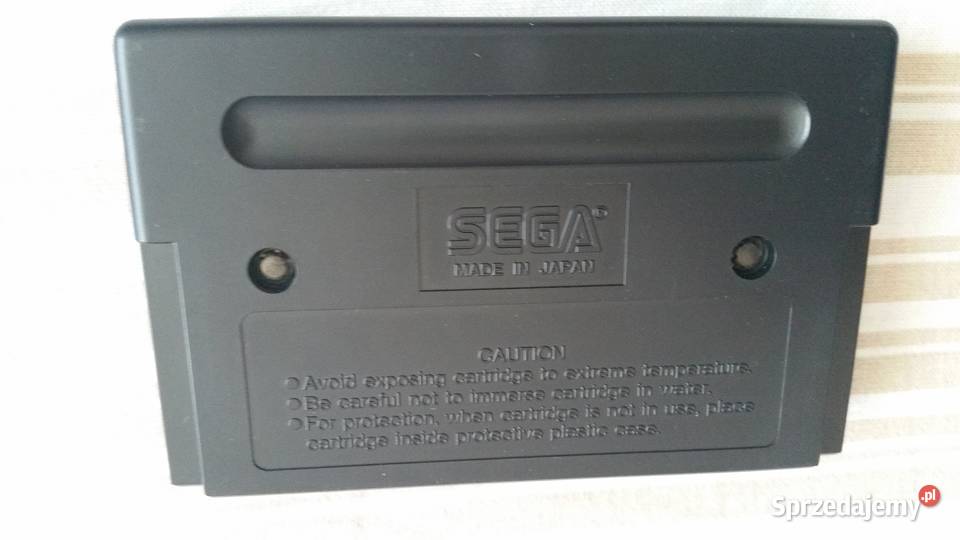 SEGA®
MADE IN JAPAN
CAUTION
● Avoid exposing cartridge to extreme temperature.
● Be careful not to immerse cartridge in water.
● For protection, when cartridge is not in use, place
cartridge inside protective plastic case.
Sprzedajemy.pl